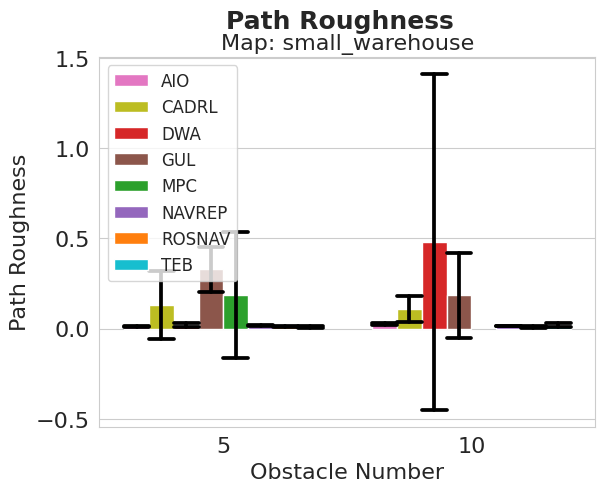 Path Roughness
Map: small_warehouse
1.5
1.0
0.5
0.0
−0.5
Path Roughness
AIO
CADRL
DWA
GUL
MPC
NAVREP
ROSNAV
TEB
5
10
Obstacle Number